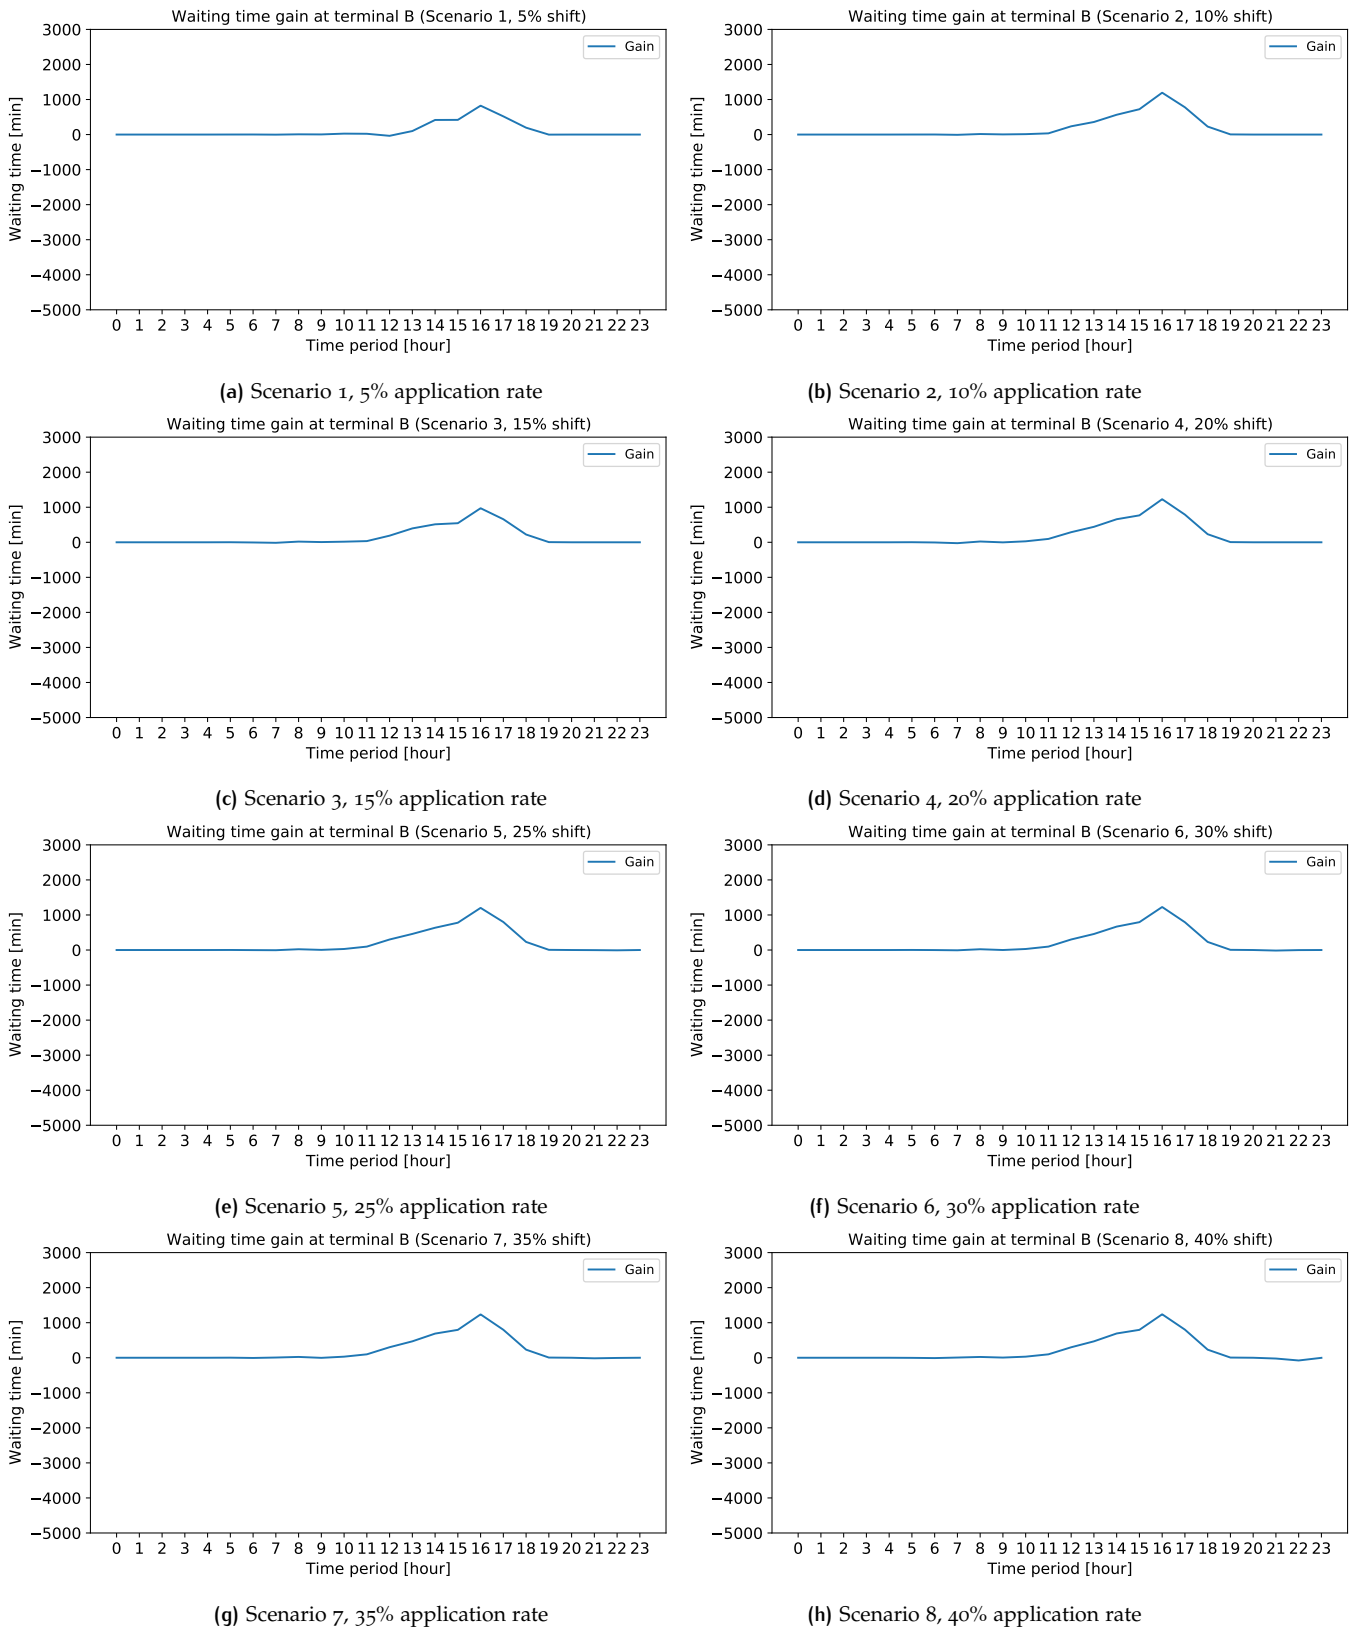 Waiting time gain at terminal B (Scenario 1, 5% shift)
Gain
3000
2000
1000
0
−1000
−2000
−3000
−4000
−5000
Waiting time [min]
0 1 2 3 4 5 6 7 8 9 10 11 12 13 14 15 16 17 18 19 20 21 22 23
Time period [hour]
(a) Scenario 1, 5% application rate
Waiting time gain at terminal B (Scenario 2, 10% shift)
Gain
3000
2000
1000
0
−1000
−2000
−3000
−4000
−5000
Waiting time [min]
0 1 2 3 4 5 6 7 8 9 10 11 12 13 14 15 16 17 18 19 20 21 22 23
Time period [hour]
(b) Scenario 2, 10% application rate
Waiting time gain at terminal B (Scenario 3, 15% shift)
Gain
3000
2000
1000
0
−1000
−2000
−3000
−4000
−5000
Waiting time [min]
0 1 2 3 4 5 6 7 8 9 10 11 12 13 14 15 16 17 18 19 20 21 22 23
Time period [hour]
(c) Scenario 3, 15% application rate
Waiting time gain at terminal B (Scenario 4, 20% shift)
Gain
3000
2000
1000
0
−1000
−2000
−3000
−4000
−5000
Waiting time [min]
0 1 2 3 4 5 6 7 8 9 10 11 12 13 14 15 16 17 18 19 20 21 22 23
Time period [hour]
(d) Scenario 4, 20% application rate
Waiting time gain at terminal B (Scenario 5, 25% shift)
Gain
3000
2000
1000
0
−1000
−2000
−3000
−4000
−5000
Waiting time [min]
0 1 2 3 4 5 6 7 8 9 10 11 12 13 14 15 16 17 18 19 20 21 22 23
Time period [hour]
(e) Scenario 5, 25% application rate
Waiting time gain at terminal B (Scenario 6, 30% shift)
Gain
3000
2000
1000
0
−1000
−2000
−3000
−4000
−5000
Waiting time [min]
0 1 2 3 4 5 6 7 8 9 10 11 12 13 14 15 16 17 18 19 20 21 22 23
Time period [hour]
(f) Scenario 6, 30% application rate
Waiting time gain at terminal B (Scenario 7, 35% shift)
Gain
3000
2000
1000
0
−1000
−2000
−3000
−4000
−5000
Waiting time [min]
0 1 2 3 4 5 6 7 8 9 10 11 12 13 14 15 16 17 18 19 20 21 22 23
Time period [hour]
(g) Scenario 7, 35% application rate
Waiting time gain at terminal B (Scenario 8, 40% shift)
Gain
3000
2000
1000
0
−1000
−2000
−3000
−4000
−5000
Waiting time [min]
0 1 2 3 4 5 6 7 8 9 10 11 12 13 14 15 16 17 18 19 20 21 22 23
Time period [hour]
(h) Scenario 8, 40% application rate